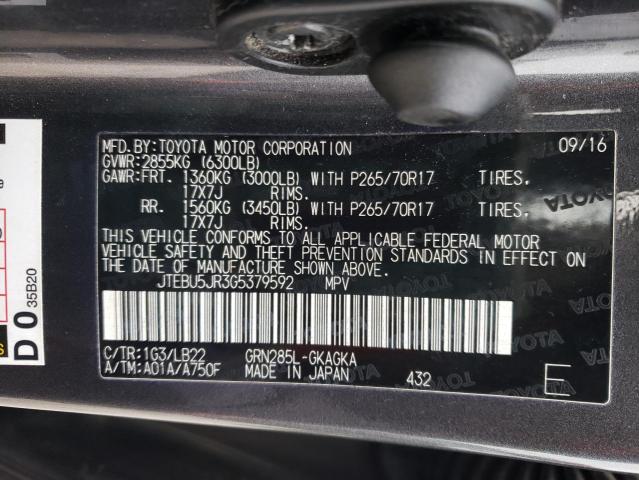 MFD.BY:TOYOTA MOTOR CORPORATION 09/16
GVWR:2855KG (6300LB)
GAWR:FRT. 1360KG (3000LB) WITH P265/70R17 TIRES,
17X7J RIMS.
RR. 1560KG (3450LB) WITH P265/70R17 TIRES,
17X7J RIMS.
THIS VEHICLE CONFORMS TO ALL APPLICABLE FEDERAL MOTOR
VEHICLE SAFETY AND THEFT PREVENTION STANDARDS IN EFFECT ON
THE DATE OF MANUFACTURE SHOWN ABOVE.
JTEBU5JR3G5379592 MPV
C/TR:1G3/LB22 GRN285L-GKAGKA
A/TM:A01A/A750F MADE IN JAPAN 432 E
D0 35B20
TOYOTA